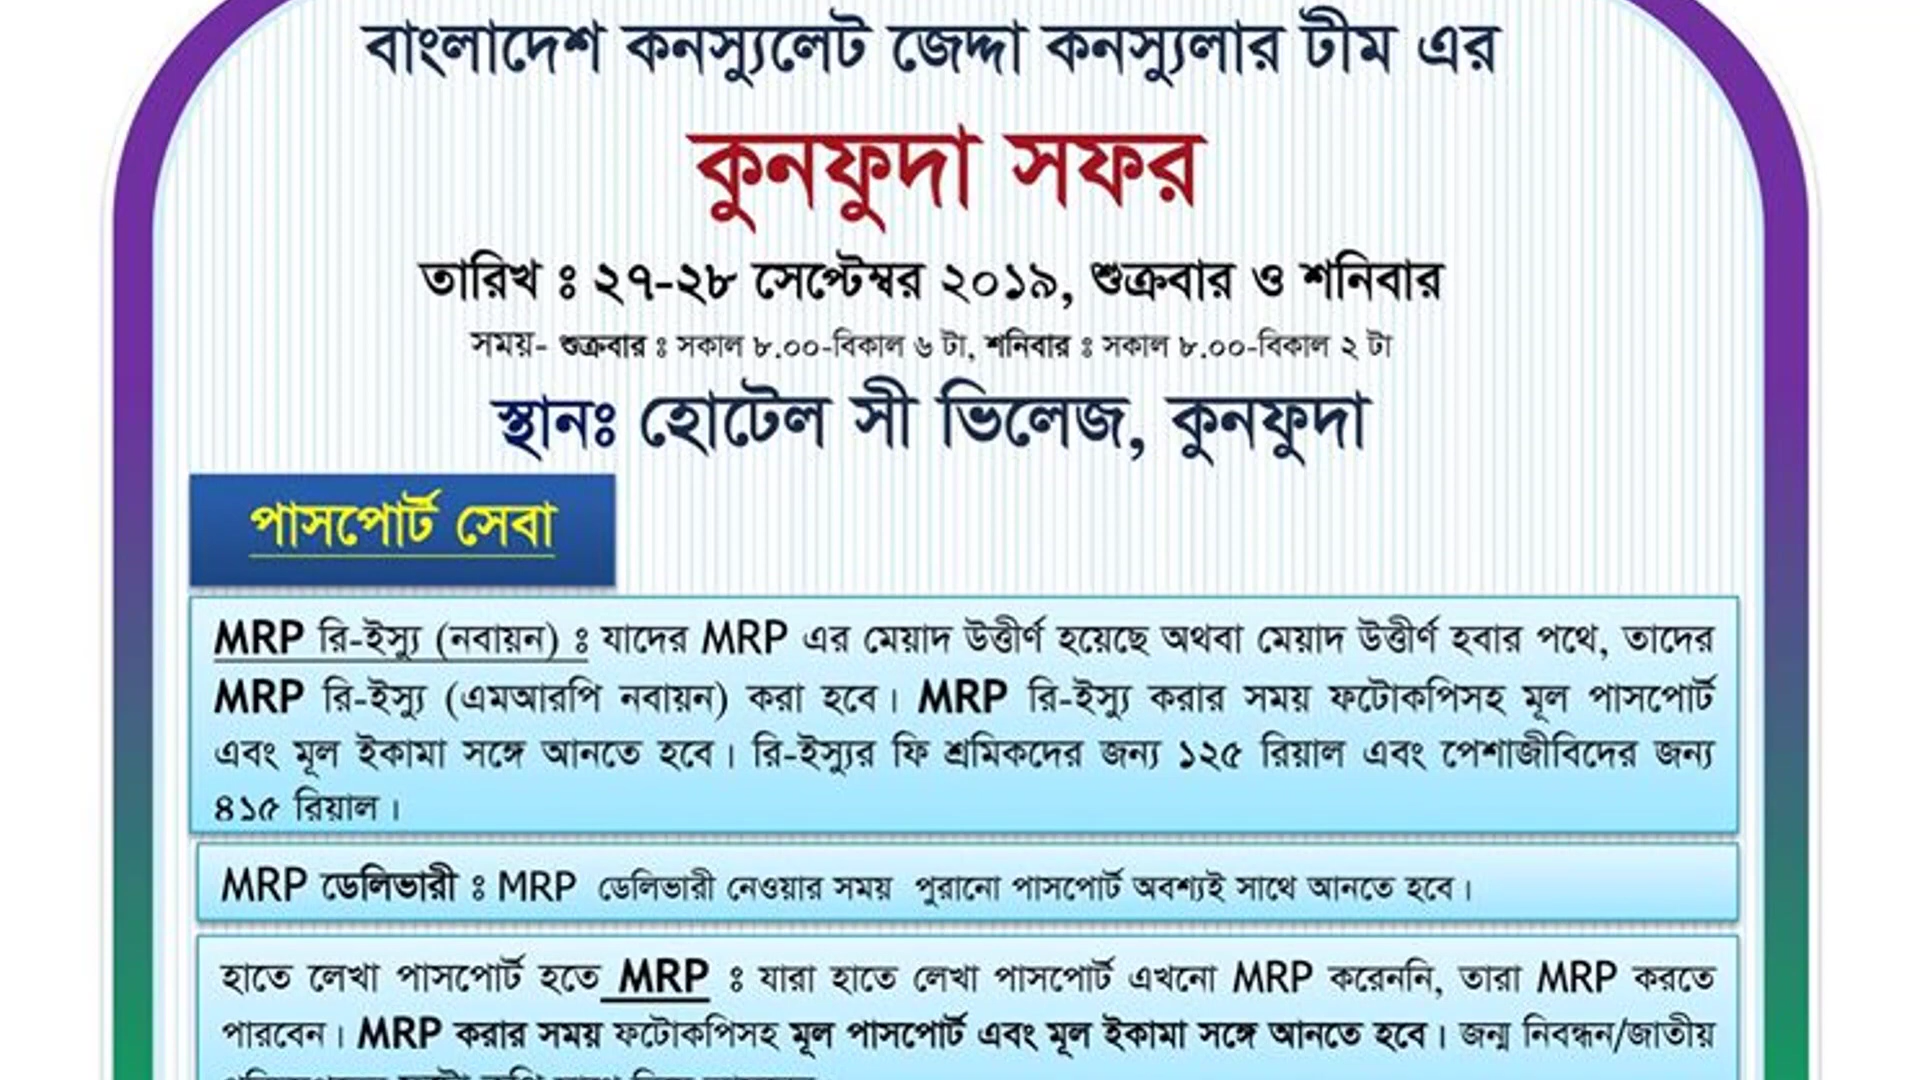 বাংলাদেশ কনস্যুলেট জেদ্দা কনস্যুলার টীম এর
কুনফুদা সফর
তারিখ ঃ ২৭-২৮ সেপ্টেম্বর ২০১৯, শুক্রবার ও শনিবার
সময়- শুক্রবার ঃ সকাল ৮.০০-বিকাল ৬ টা, শনিবার ঃ সকাল ৮.০০-বিকাল ২ টা
স্থানঃ হোটেল সী ভিলেজ, কুনফুদা
পাসপোর্ট সেবা
MRP রি-ইস্যু (নবায়ন) ঃ যাদের MRP এর মেয়াদ উত্তীর্ণ হয়েছে অথবা মেয়াদ উত্তীর্ণ হবার পথে, তাদের
MRP রি-ইস্যু (এমআরপি নবায়ন) করা হবে। MRP রি-ইস্যু করার সময় ফটোকপিসহ মূল পাসপোর্ট
এবং মূল ইকামা সঙ্গে আনতে হবে। রি-ইস্যুর ফি শ্রমিকদের জন্য ১২৫ রিয়াল এবং পেশাজীবিদের জন্য
৪১৫ রিয়াল।
MRP ডেলিভারী ঃ MRP ডেলিভারী নেওয়ার সময় পুরানো পাসপোর্ট অবশ্যই সাথে আনতে হবে।
হাতে লেখা পাসপোর্ট হতে MRP ঃ যারা হাতে লেখা পাসপোর্ট এখনো MRP করেননি, তারা MRP করতে
পারবেন। MRP করার সময় ফটোকপিসহ মূল পাসপোর্ট এবং মূল ইকামা সঙ্গে আনতে হবে। জন্ম নিবন্ধন/জাতীয়